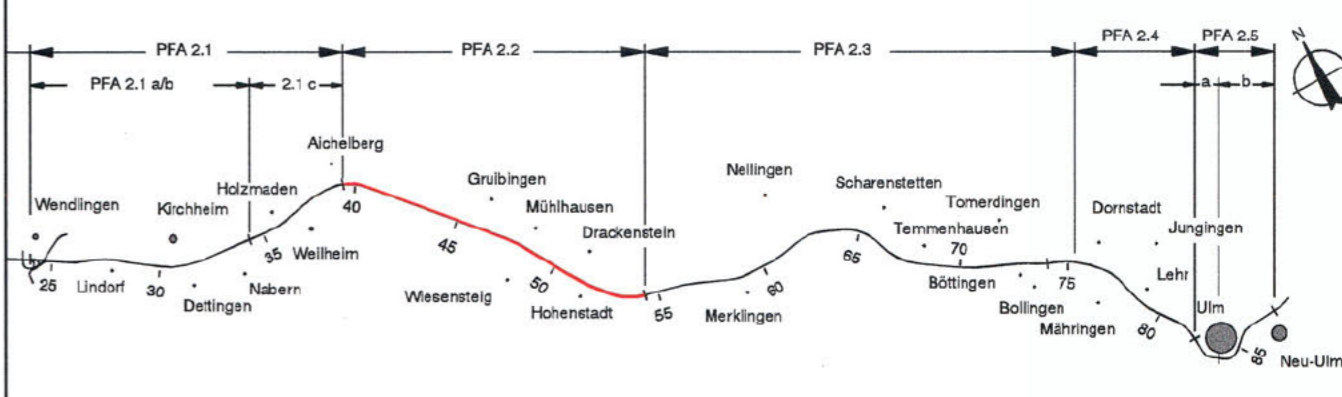 PFA 2.1
PFA 2.2
PFA 2.3
PFA 2.4
PFA 2.5
PFA 2.1 a/b
2.1 c
a
b
N
Aichelberg
Wendlingen
Kirchheim
Holzmaden
Gruibingen
Mühlhausen
Drackenstein
Nellingen
Scharenstetten
Tomerdingen
Temmenhausen
Dornstadt
Jungingen
25
30
35
40
45
50
55
60
65
70
75
80
85
Lindorf
Dettingen
Nabern
Weilheim
Wiesensteig
Hohenstadt
Merklingen
Böttingen
Bollingen
Mähringen
Lehr
Ulm
Neu-Ulm